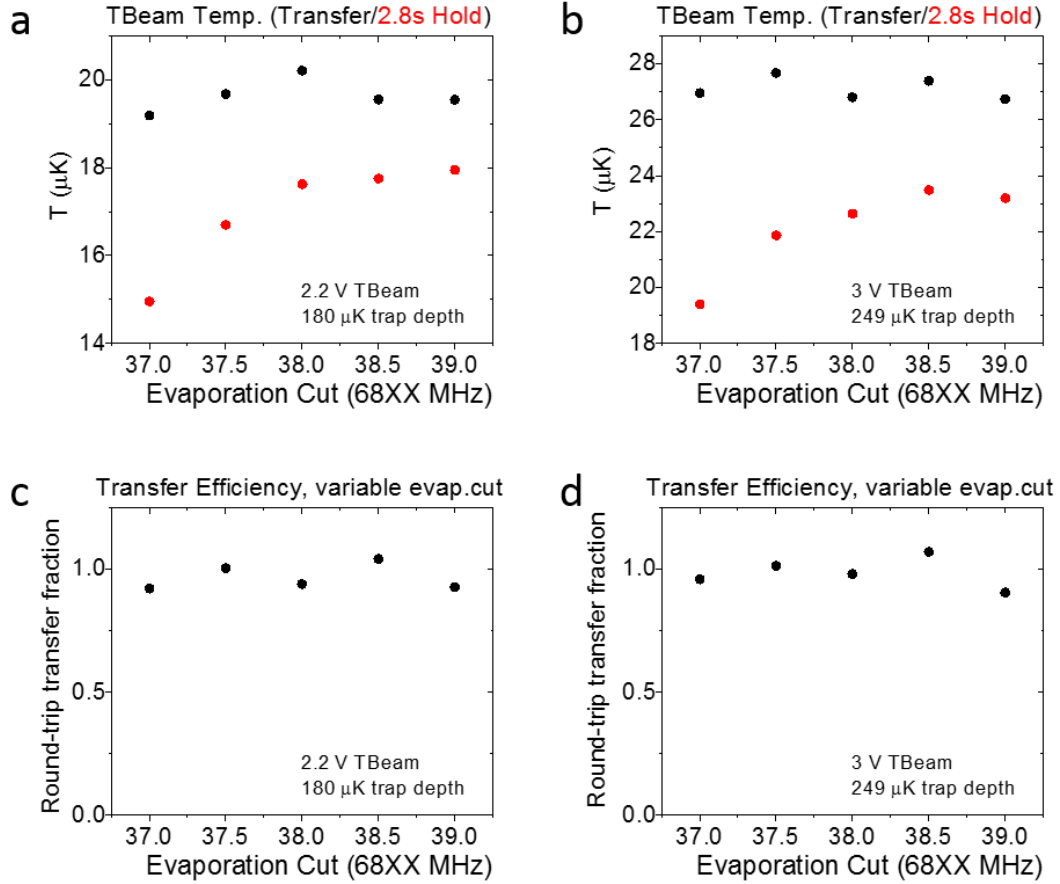 a
TBeam Temp. (Transfer/2.8s Hold)
T (μK)
20
18
16
14
2.2 V TBeam
180 μK trap depth
37.0 37.5 38.0 38.5 39.0
Evaporation Cut (68XX MHz)
b
TBeam Temp. (Transfer/2.8s Hold)
T (μK)
28
26
24
22
19
18
3 V TBeam
249 μK trap depth
37.0 37.5 38.0 38.5 39.0
Evaporation Cut (68XX MHz)
c
Transfer Efficiency, variable evap.cut
Round-trip transfer fraction
1.0
0.5
0.0
2.2 V TBeam
180 μK trap depth
37.0 37.5 38.0 38.5 39.0
Evaporation Cut (68XX MHz)
d
Transfer Efficiency, variable evap.cut
Round-trip transfer fraction
1.0
0.5
0.0
3 V TBeam
249 μK trap depth
37.0 37.5 38.0 38.5 39.0
Evaporation Cut (68XX MHz)